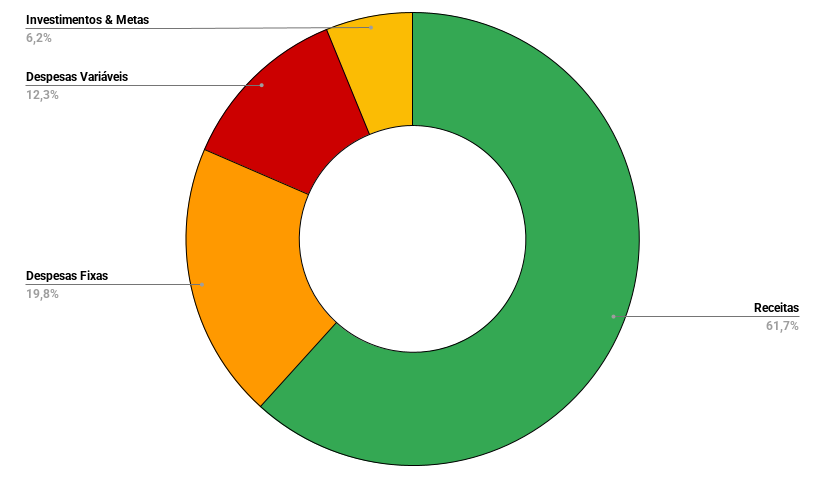 Investimentos & Metas
6,2%
Despesas Variáveis
12,3%
Despesas Fixas
19,8%
Receitas
61,7%